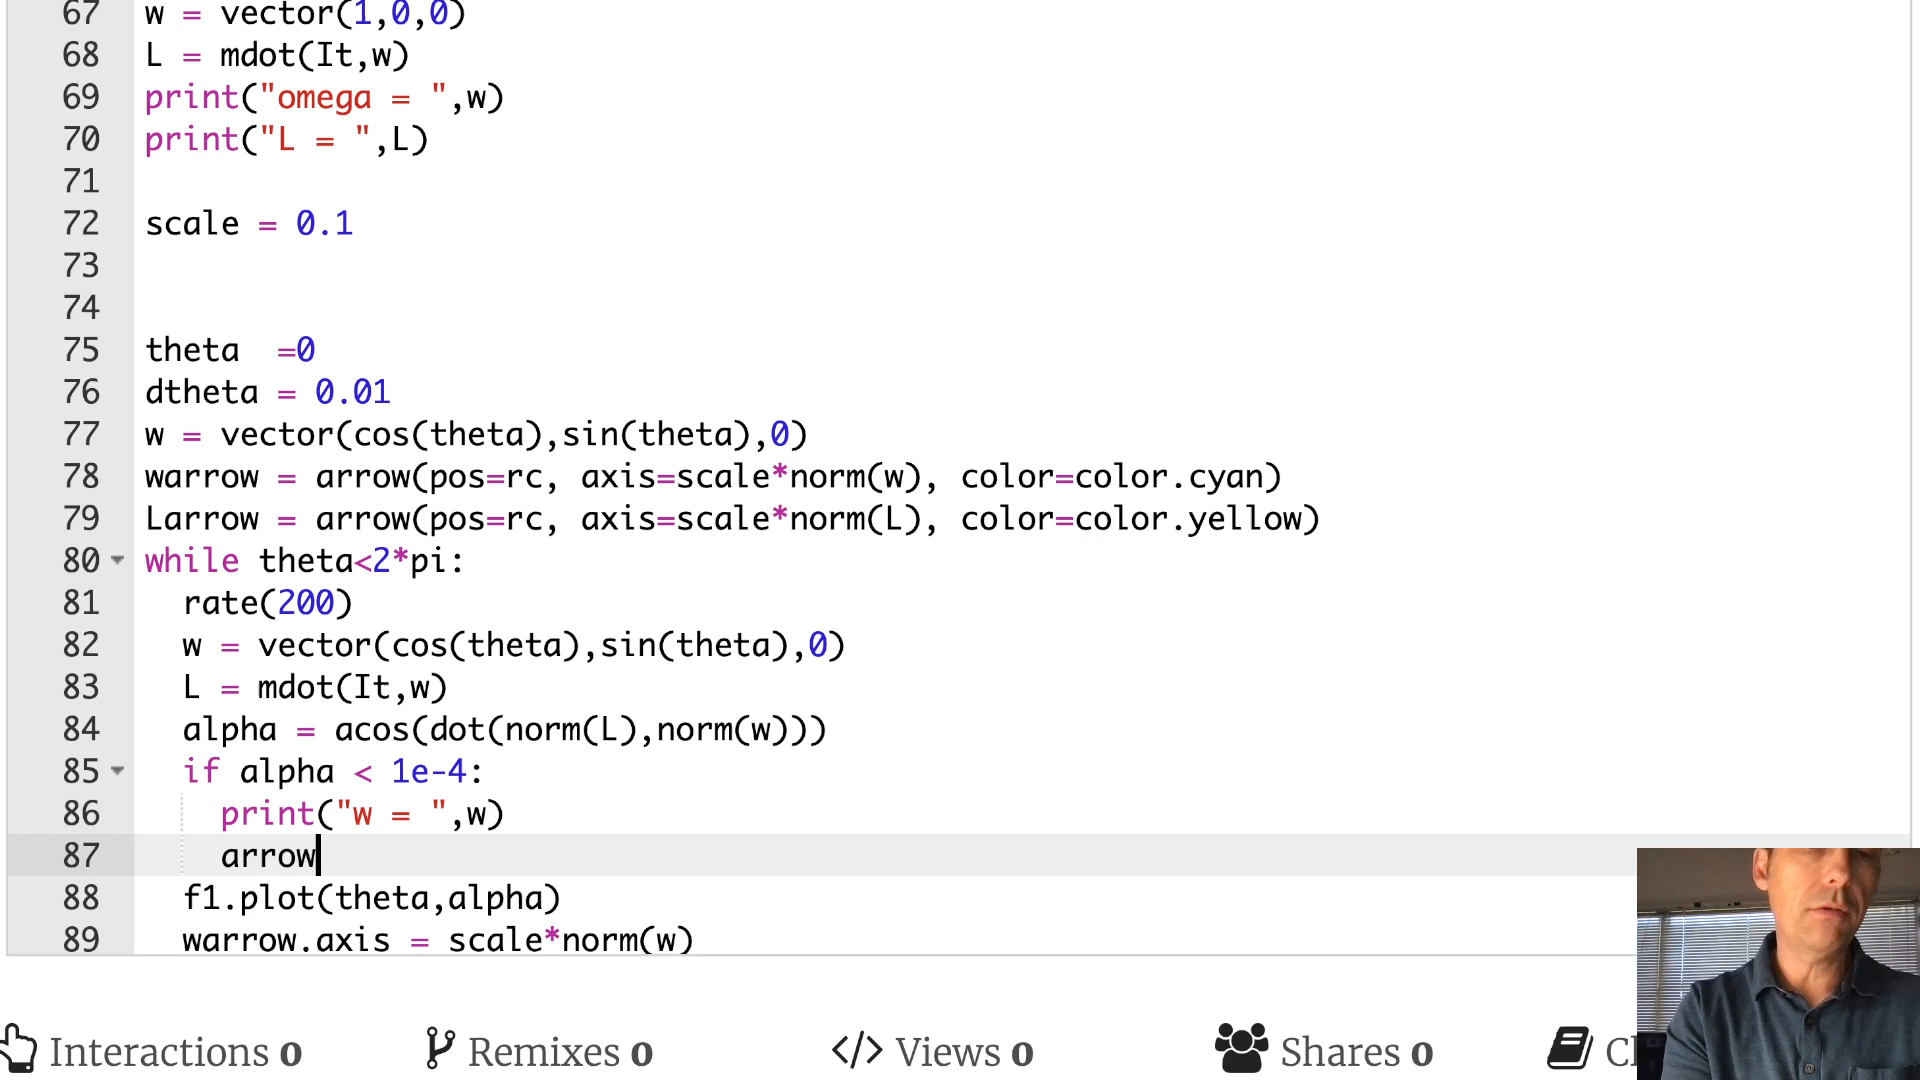 67 w = vector(1,0,0)
68 L = mdot(It,w)
69 print("omega = ",w)
70 print("L = ",L)
71
72 scale = 0.1
73
74
75 theta  =0
76 dtheta = 0.01
77 w = vector(cos(theta),sin(theta),0)
78 warrow = arrow(pos=rc, axis=scale*norm(w), color=color.cyan)
79 Larrow = arrow(pos=rc, axis=scale*norm(L), color=color.yellow)
80 while theta<2*pi:
81   rate(200)
82   w = vector(cos(theta),sin(theta),0)
83   L = mdot(It,w)
84   alpha = acos(dot(norm(L),norm(w)))
85   if alpha < 1e-4:
86     print("w = ",w)
87     arrow
88   f1.plot(theta,alpha)
89   warrow.axis = scale*norm(w)
Interactions 0 Remixes 0 </> Views 0 Shares 0